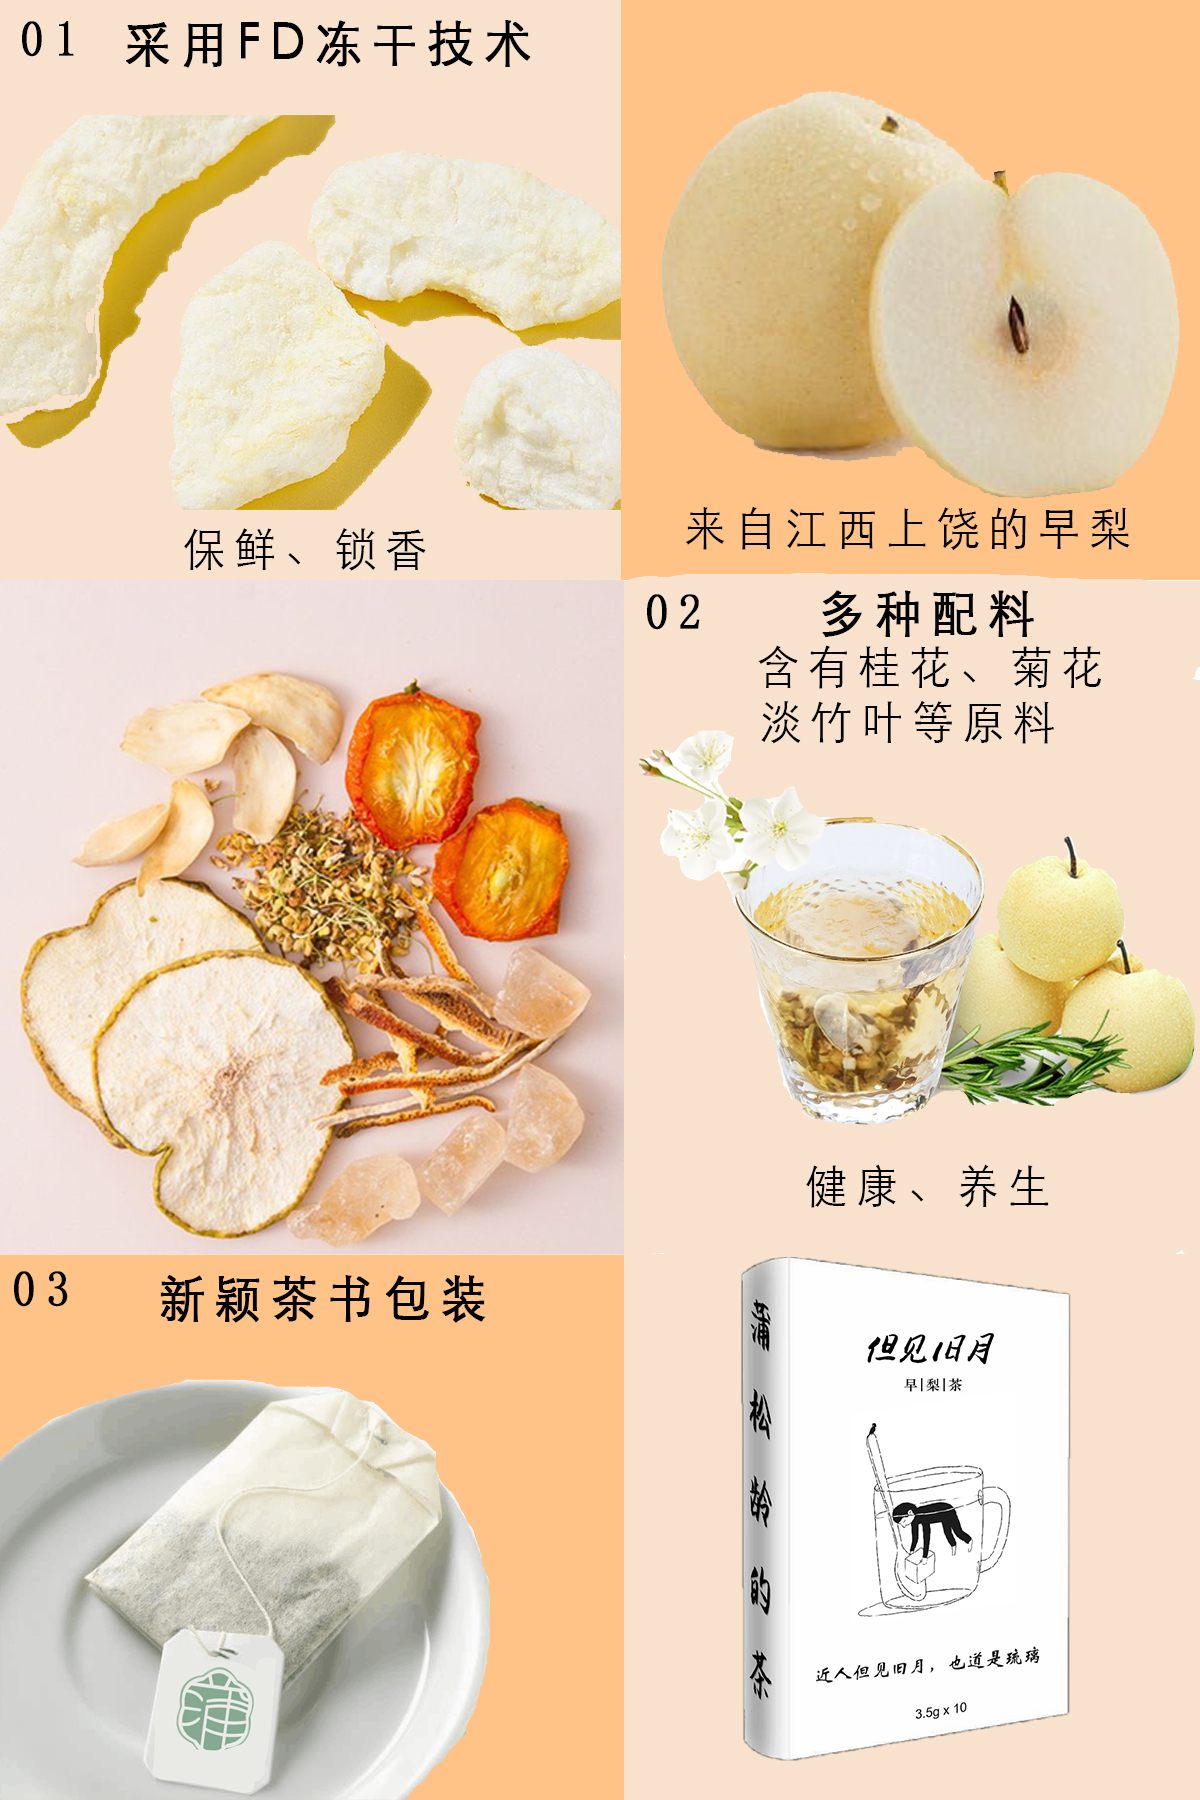 01 采用FD冻干技术
保鲜、锁香
来自江西上饶的早梨
02 多种配料
含有桂花、菊花
淡竹叶等原料
健康、养生
03 新颖茶书包装
蒲松龄的茶
但见旧月
早|梨|茶
近人但见旧月，也道是琉璃
3.5g x 10